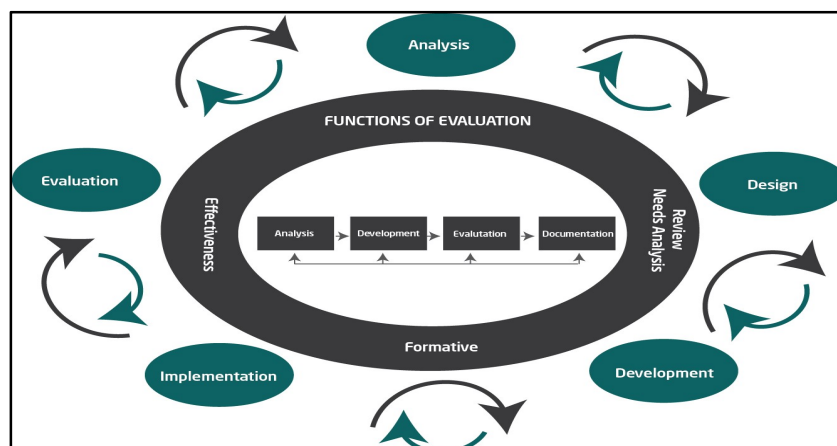 Analysis
FUNCTIONS OF EVALUATION
Evaluation
Effectiveness
Analysis
Development
Evalutation
Documentation
Review
Needs Analysis
Design
Formative
Implementation
Development